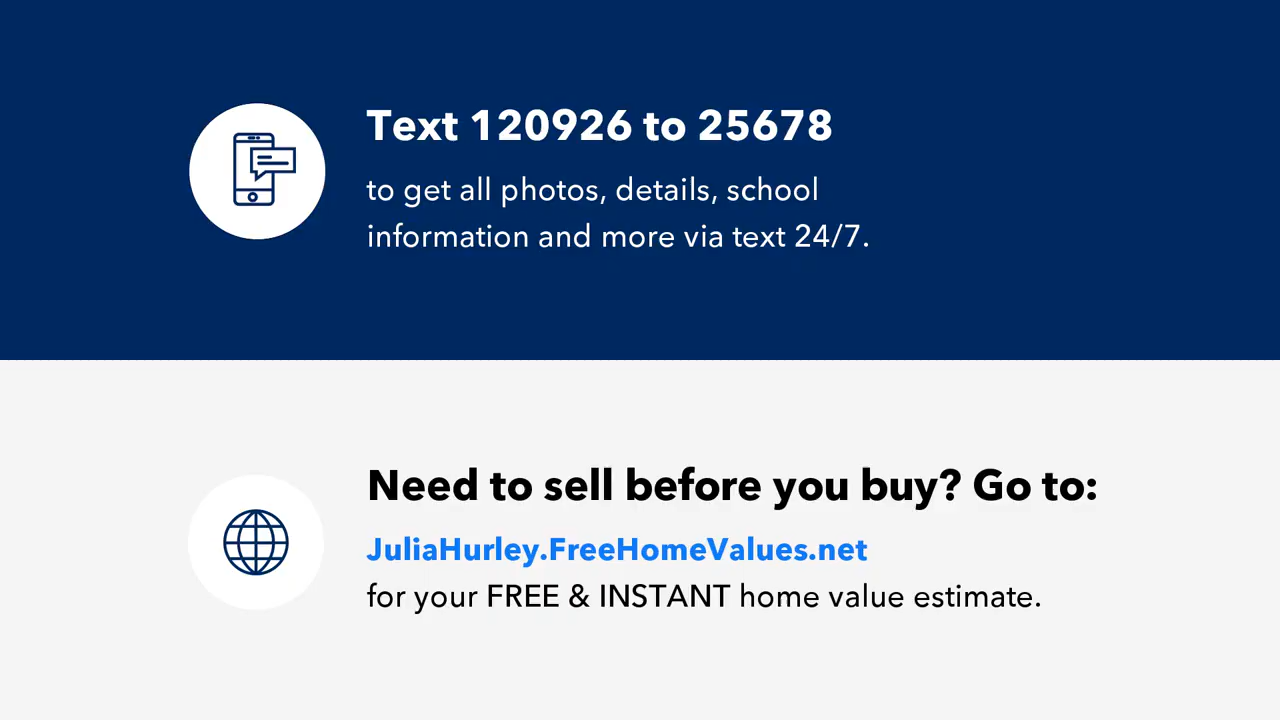 Text 120926 to 25678
to get all photos, details, school
information and more via text 24/7.
Need to sell before you buy? Go to:
JuliaHurley.FreeHomeValues.net
for your FREE & INSTANT home value estimate.